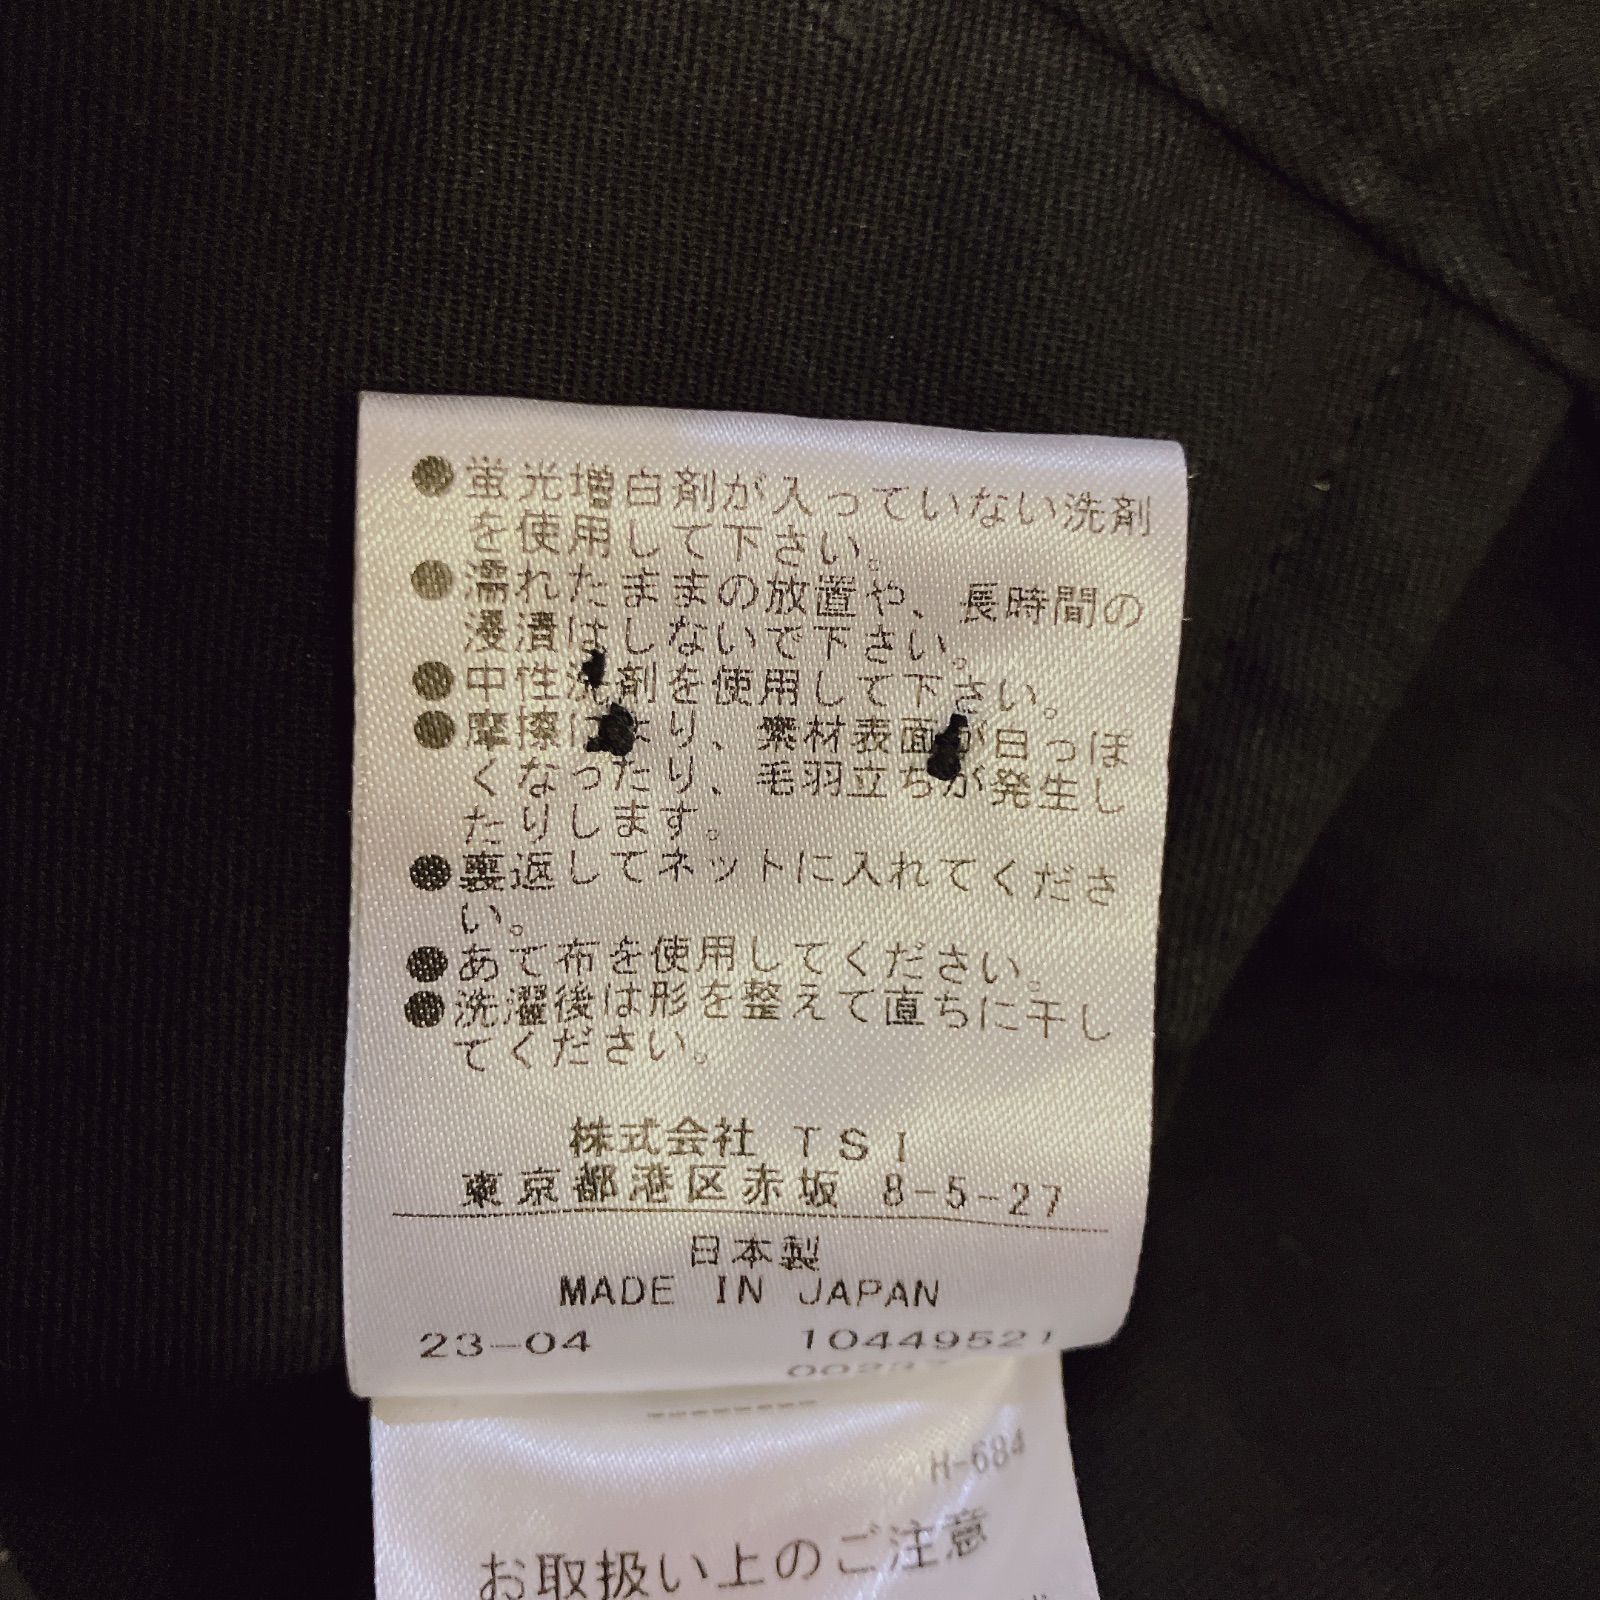 ●蛍光増白剤が入っていない洗剤
を使用して下さい。
●濡れたままの放置や、長時間の
浸漬はしないで下さい。
●中性洗剤を使用して下さい。
●摩擦により、素材表面が白っぽ
くなったり、毛羽立ちが発生し
たりします。
●裏返してネットに入れてくださ
い。
●あて布を使用してください。
●洗濯後は形を整えて直ちに干し
てください。
株式会社 TSI
東京都港区赤坂 8-5-27
日本製
MADE IN JAPAN
23-04 10449521
H-684
お取扱い上のご注意